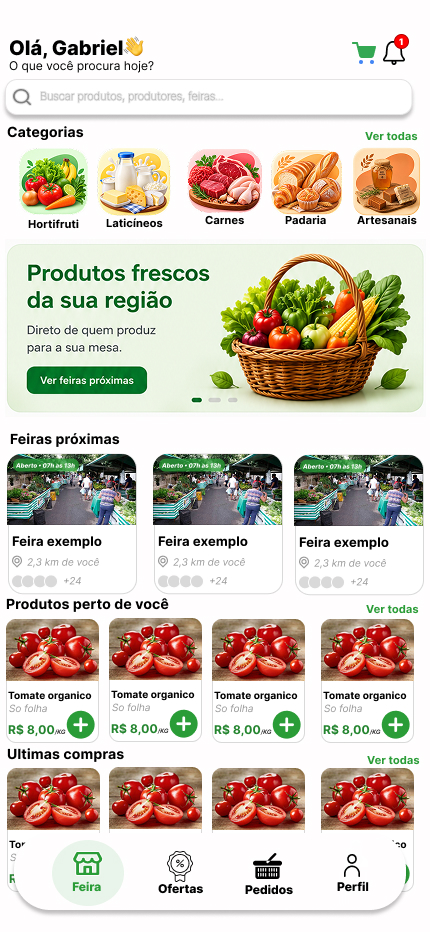 Olá, Gabriel👋
1
O que você procura hoje?
Buscar produtos, produtores, feiras...
Categorias
Ver todas
Hortifruti
Laticíneos
Carnes
Padaria
Artesanais
Produtos frescos
da sua região
Direto de quem produz
para a sua mesa.
Ver feiras próximas
Feiras próximas
Aberto • 07h as 13h
Aberto • 07h as 13h
Aberto • 07h as 13h
Feira exemplo
Feira exemplo
Feira exemplo
2,3 km de você
2,3 km de você
2,3 km de você
+24
+24
+24
Produtos perto de você
Ver todas
Tomate organico
Tomate organico
Tomate organico
Tomate organico
So folha
So folha
So folha
So folha
R$ 8,00/KG
R$ 8,00/KG
R$ 8,00/KG
R$ 8,00/KG
Ultimas compras
Ver todas
Feira
Ofertas
Pedidos
Perfil